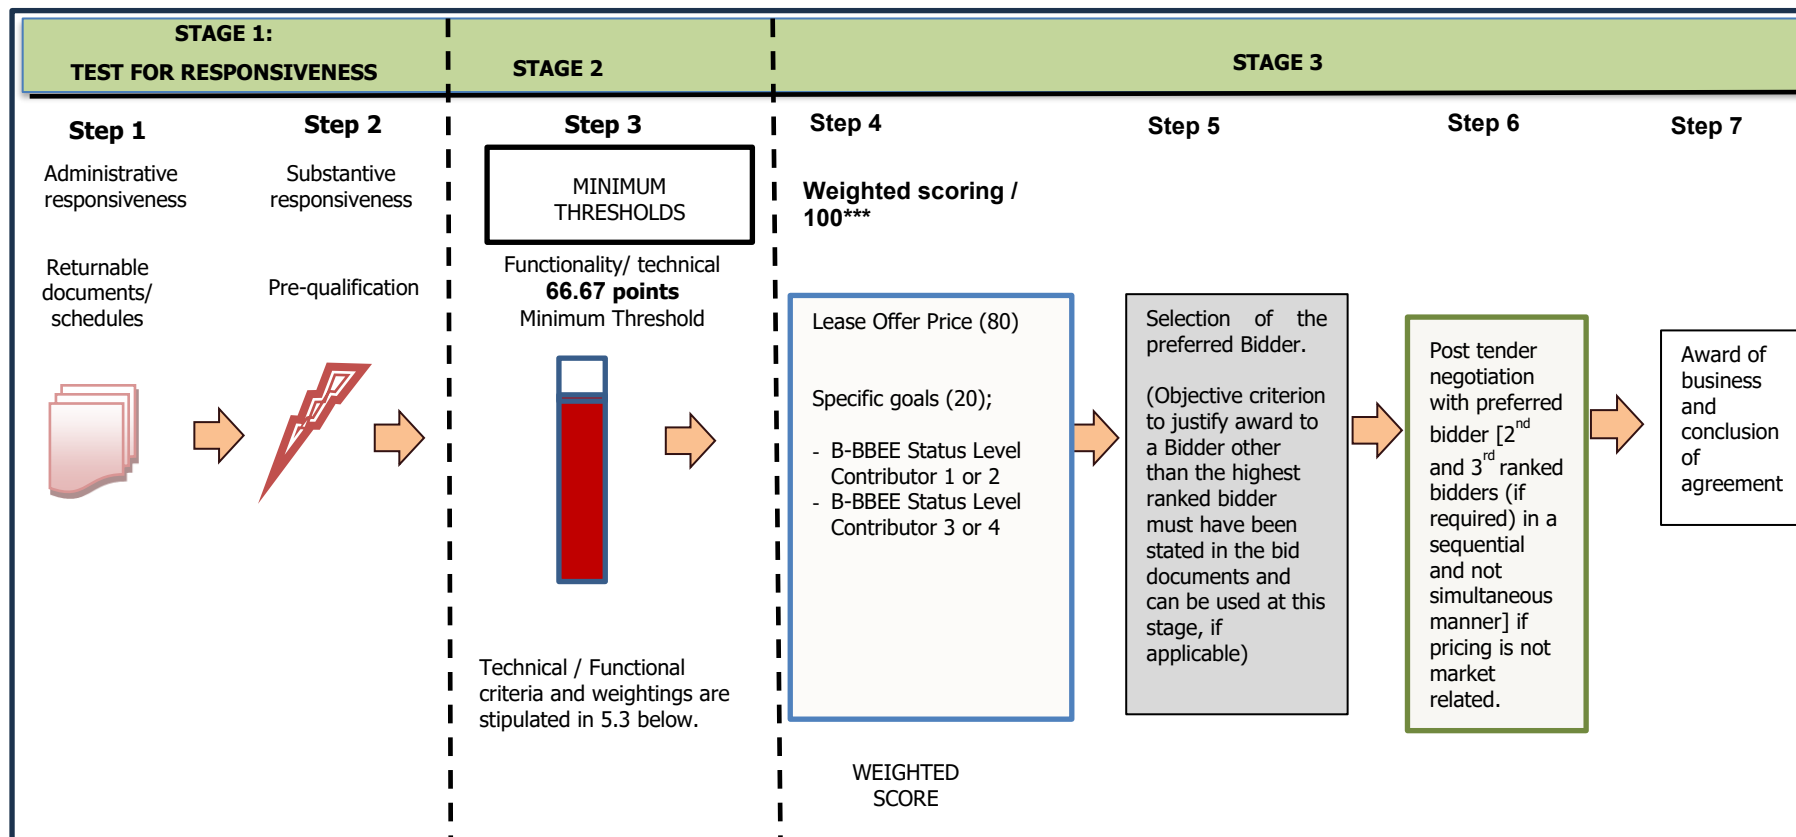 STAGE 1:
TEST FOR RESPONSIVENESS
STAGE 2
STAGE 3
Step 1
Administrative
responsiveness
Returnable
documents/
schedules
Step 2
Substantive
responsiveness
Pre-qualification
Step 3
MINIMUM
THRESHOLDS
Functionality/ technical
66.67 points
Minimum Threshold
Technical / Functional
criteria and weightings are
stipulated in 5.3 below.
Step 4
Weighted scoring /
100***
Lease Offer Price (80)
Specific goals (20);
- B-BBEE Status Level
Contributor 1 or 2
- B-BBEE Status Level
Contributor 3 or 4
WEIGHTED
SCORE
Step 5
Selection of the
preferred Bidder.
(Objective criterion
to justify award to
a Bidder other
than the highest
ranked bidder
must have been
stated in the bid
documents and
can be used at this
stage, if
applicable)
Step 6
Post tender
negotiation
with preferred
bidder [2nd
and 3rd ranked
bidders (if
required) in a
sequential
and not
simultaneous
manner] if
pricing is not
market
related.
Step 7
Award of
business
and
conclusion
of
agreement